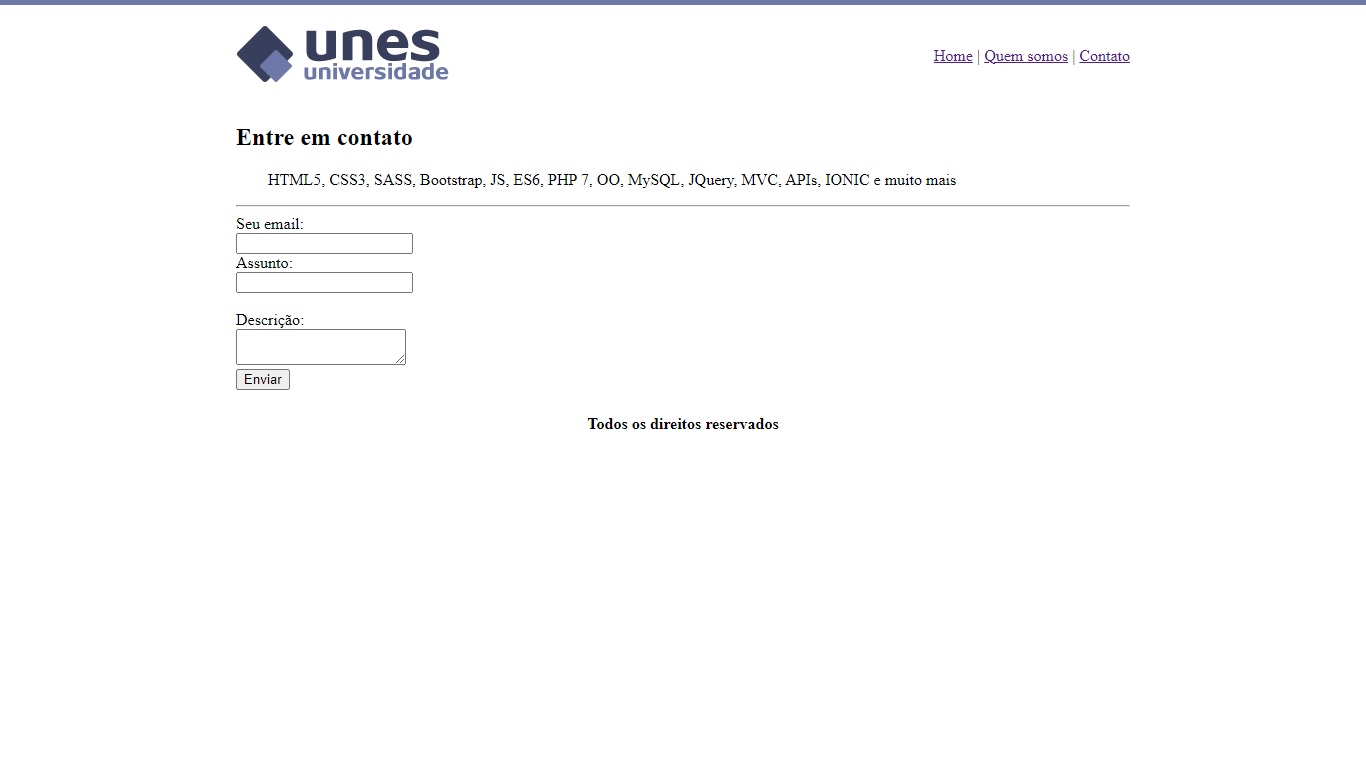 unes
universidade
Home | Quem somos | Contato
Entre em contato
HTML5, CSS3, SASS, Bootstrap, JS, ES6, PHP 7, OO, MySQL, JQuery, MVC, APIs, IONIC e muito mais
Seu email:
Assunto:
Descrição:
Enviar
Todos os direitos reservados